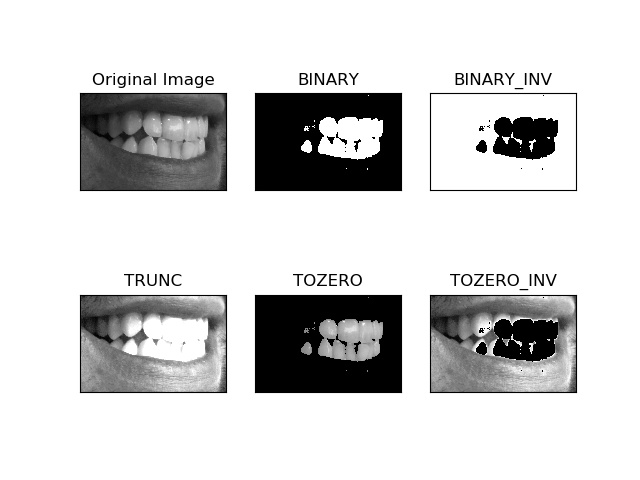 Original Image
BINARY
BINARY_INV
TRUNC
TOZERO
TOZERO_INV